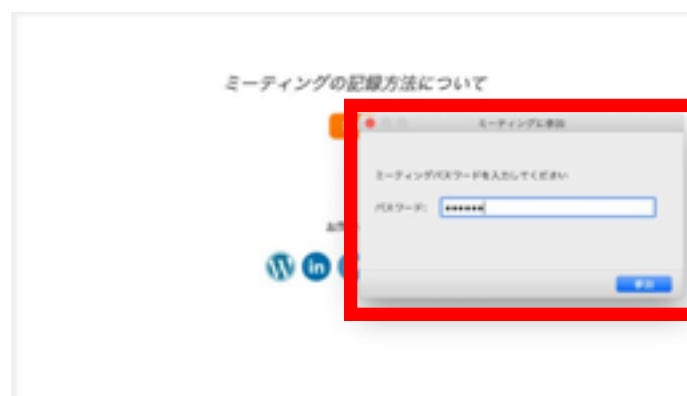 ミーティングの記録方法について
ミーティングに参加
ミーティングパスワードを入力してください
パスワード: ••••••
in
参加